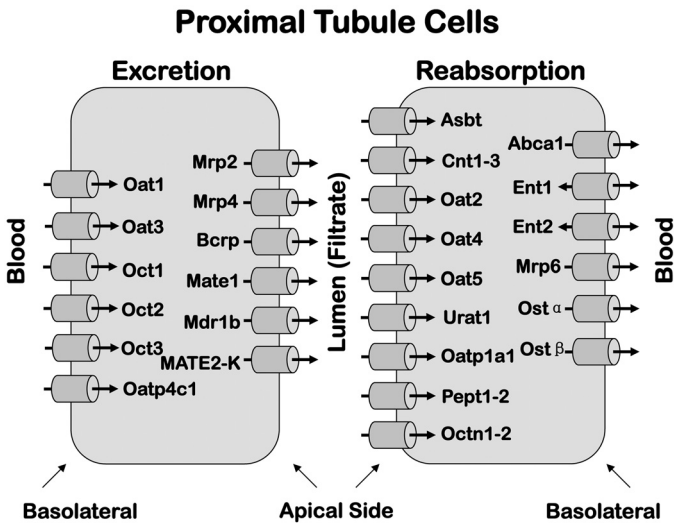 Proximal Tubule Cells
Excretion
Reabsorption
Blood
Oat1
Oat3
Oct1
Oct2
Oct3
Oatp4c1
Mrp2
Mrp4
Bcrp
Mate1
Mdr1b
MATE2-K
Lumen (Filtrate)
Asbt
Cnt1-3
Oat2
Oat4
Oat5
Urat1
Oatp1a1
Pept1-2
Octn1-2
Abca1
Ent1
Ent2
Mrp6
Ost α
Ost β
Blood
Basolateral
Apical Side
Basolateral